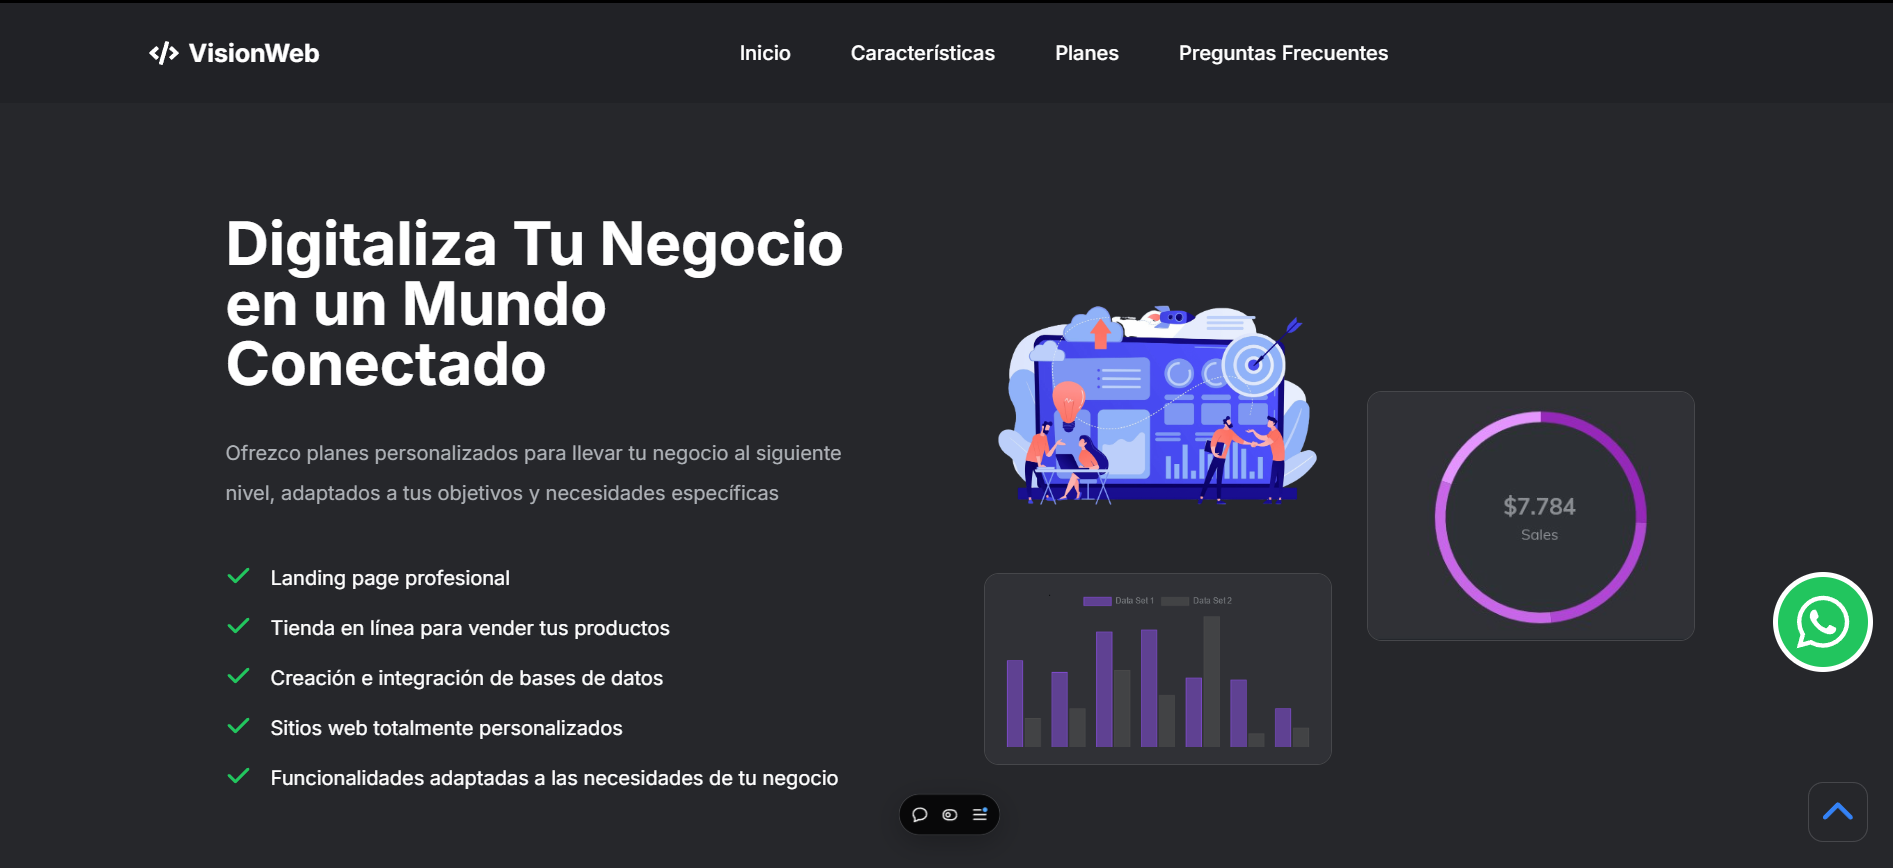 VisionWeb
Inicio
Características
Planes
Preguntas Frecuentes
Digitaliza Tu Negocio
en un Mundo
Conectado
Ofrezco planes personalizados para llevar tu negocio al siguiente
nivel, adaptados a tus objetivos y necesidades específicas
Landing page profesional
Tienda en línea para vender tus productos
Creación e integración de bases de datos
Sitios web totalmente personalizados
Funcionalidades adaptadas a las necesidades de tu negocio
Data Set 1
Data Set 2
$7.784
Sales